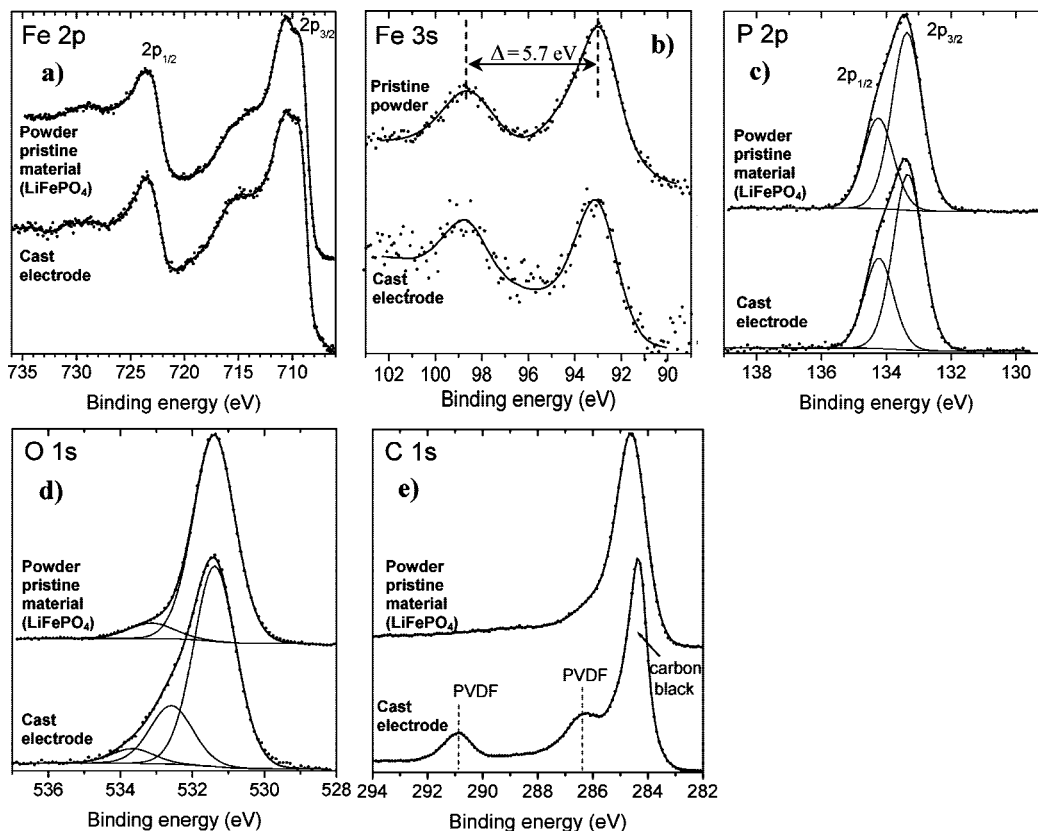 Fe 2p
a)
2p1/2
2p3/2
Powder
pristine
material
(LiFePO4)
Cast
electrode
735 730 725 720 715 710
Binding energy (eV)
Fe 3s
b)
Δ = 5.7 eV
Pristine
powder
Cast
electrode
102 100 98 96 94 92 90
Binding energy (eV)
P 2p
c)
2p3/2
2p1/2
Powder
pristine
material
(LiFePO4)
Cast
electrode
138 136 134 132 130
Binding energy (eV)
O 1s
d)
Powder
pristine
material
(LiFePO4)
Cast
electrode
536 534 532 530 528
Binding energy (eV)
C 1s
e)
Powder
pristine
material
(LiFePO4)
carbon
black
PVDF
PVDF
Cast
electrode
294 292 290 288 286 284 282
Binding energy (eV)